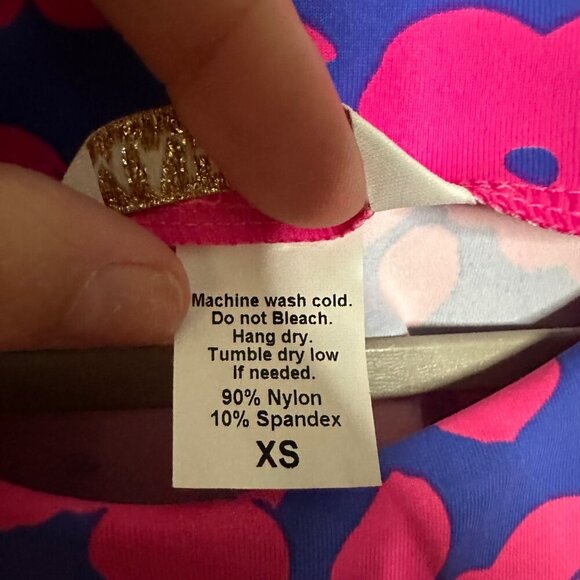 Machine wash cold.
Do not Bleach.
Hang dry.
Tumble dry low
if needed.
90% Nylon
10% Spandex
XS